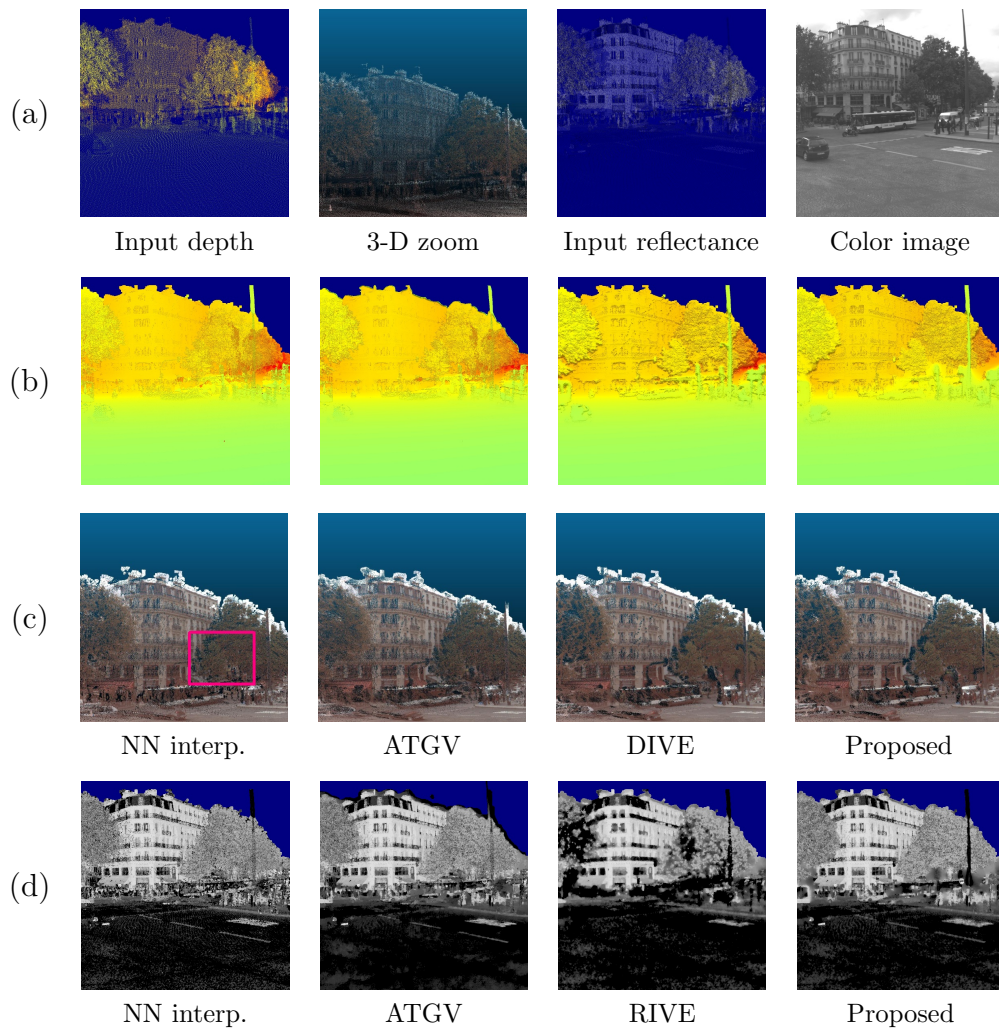 (a)
Input depth 3-D zoom Input reflectance Color image
(b)
(c)
NN interp. ATGV DIVE Proposed
(d)
NN interp. ATGV RIVE Proposed